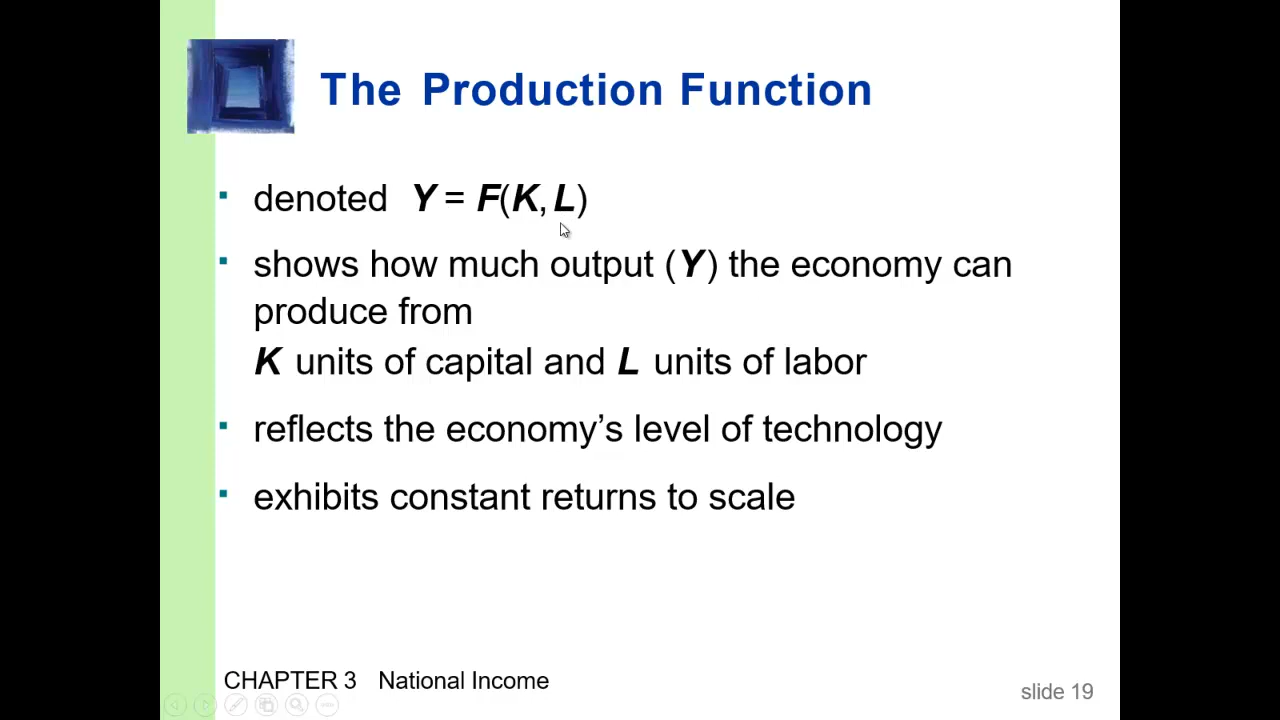 The Production Function
▪ denoted Y = F(K, L)
▪ shows how much output (Y) the economy can
produce from
K units of capital and L units of labor
▪ reflects the economy’s level of technology
▪ exhibits constant returns to scale
CHAPTER 3 National Income
slide 19